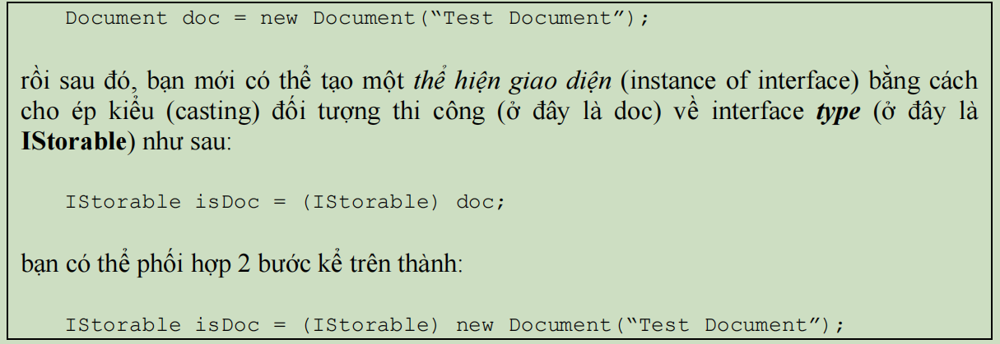 Document doc = new Document(“Test Document”);
rồi sau đó, bạn mới có thể tạo một thể hiện giao diện (instance of interface) bằng cách
cho ép kiểu (casting) đối tượng thi công (ở đây là doc) về interface type (ở đây là
IStorable) như sau:
IStorable isDoc = (IStorable) doc;
bạn có thể phối hợp 2 bước kể trên thành:
IStorable isDoc = (IStorable) new Document(“Test Document”);